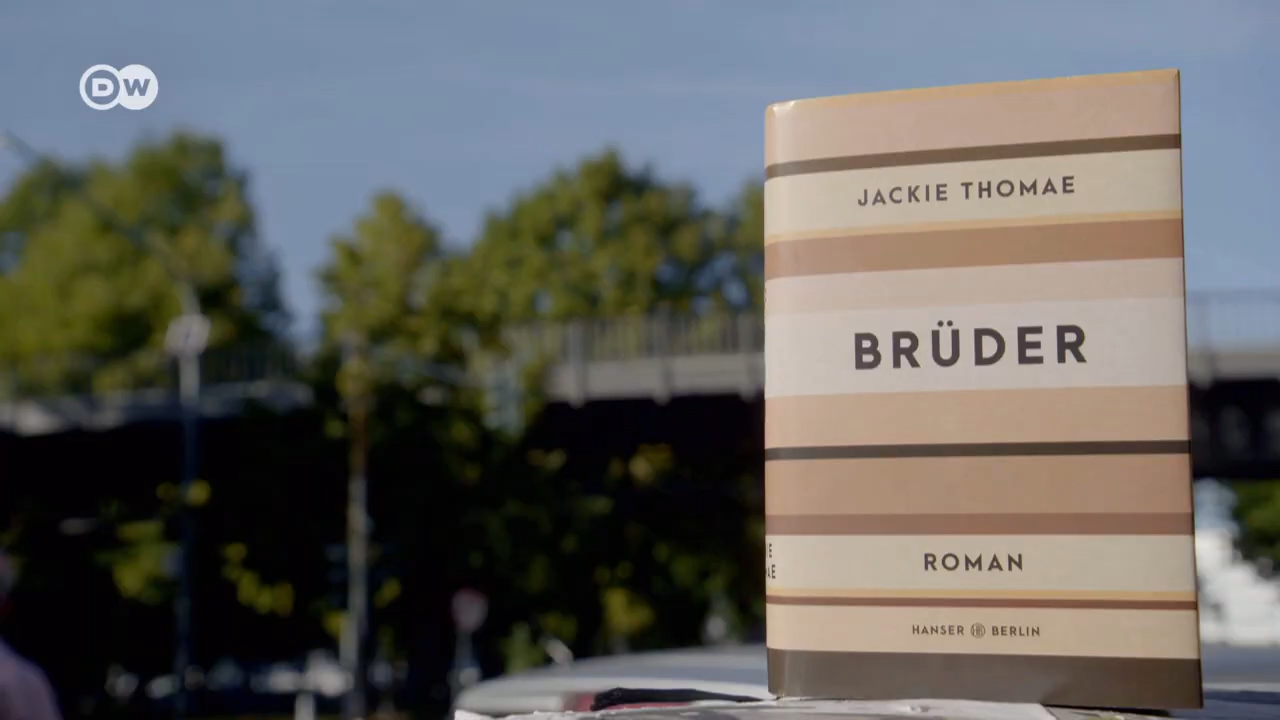 DW
JACKIE THOMAE
BRÜDER
ROMAN
HANSER BERLIN